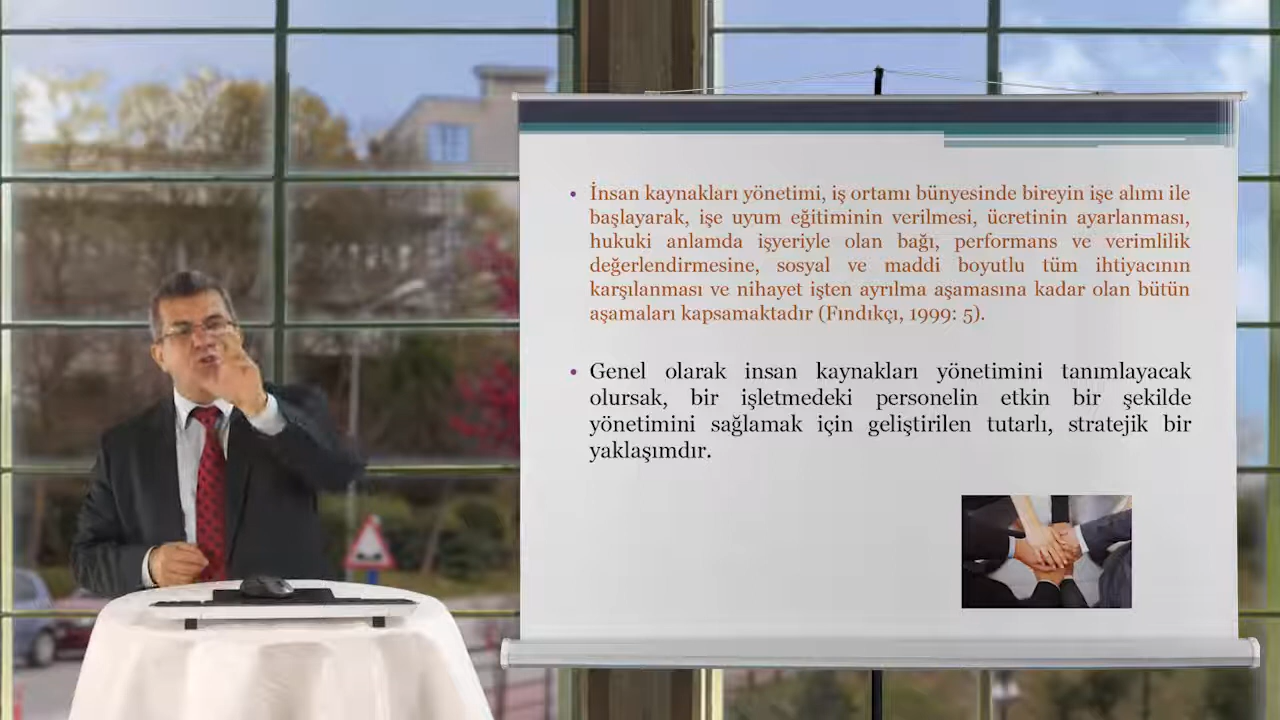 • İnsan kaynakları yönetimi, iş ortamı bünyesinde bireyin işe alımı ile
başlayarak, işe uyum eğitiminin verilmesi, ücretinin ayarlanması,
hukuki anlamda işyeriyle olan bağı, performans ve verimlilik
değerlendirmesine, sosyal ve maddi boyutlu tüm ihtiyacının
karşılanması ve nihayet işten ayrılma aşamasına kadar olan bütün
aşamaları kapsamaktadır (Fındıkçı, 1999: 5).
• Genel olarak insan kaynakları yönetimini tanımlayacak
olursak, bir işletmedeki personelin etkin bir şekilde
yönetimini sağlamak için geliştirilen tutarlı, stratejik bir
yaklaşımdır.